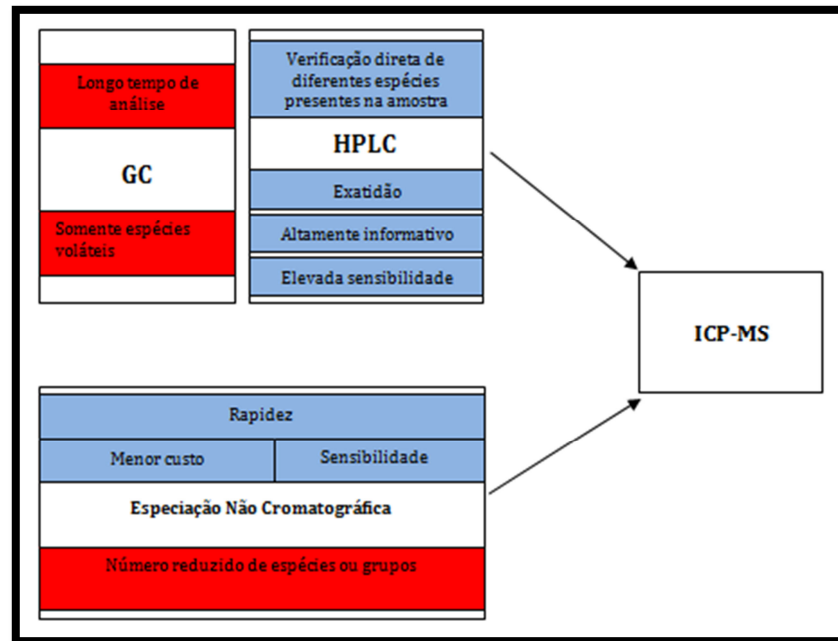 Longo tempo de
análise
GC
Somente espécies
voláteis
Verificação direta de
diferentes espécies
presentes na amostra
HPLC
Exatidão
Altamente informativo
Elevada sensibilidade
ICP-MS
Rapidez
Menor custo
Sensibilidade
Especiação Não Cromatográfica
Número reduzido de espécies ou grupos